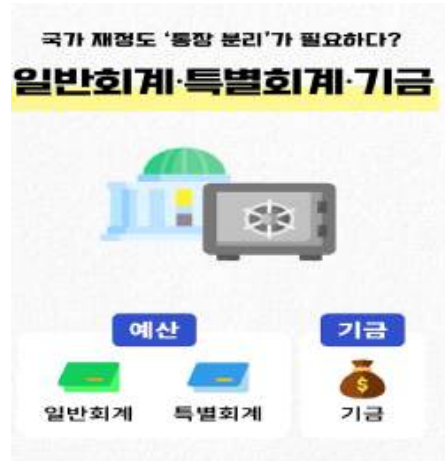 국가 재정도 ‘통장 분리’가 필요하다?
일반회계·특별회계·기금
예산
기금
일반회계
특별회계
기금